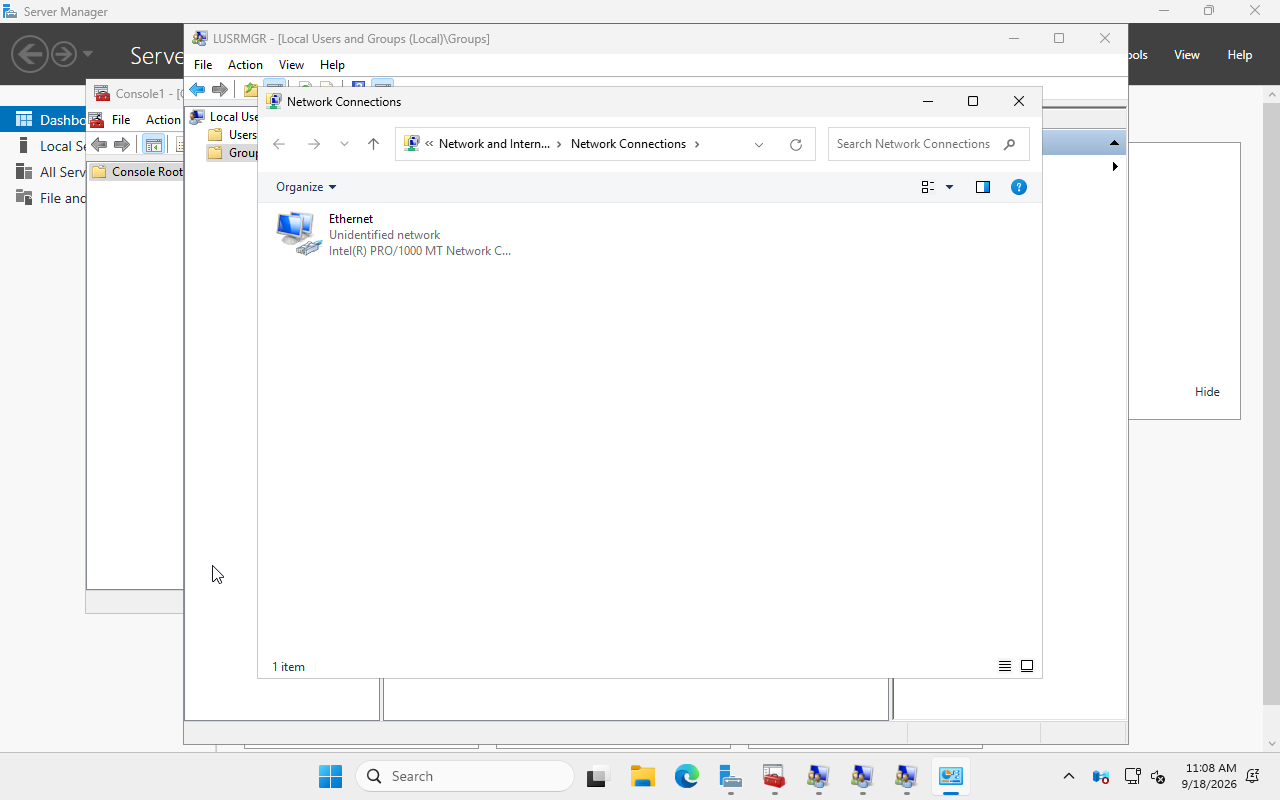 Server Manager
Tools
View
Help
LUSRMGR - [Local Users and Groups (Local)\Groups]
File
Action
View
Help
Console1 - [
File
Action
Dashbo
Local Se
All Serv
File and
Console Root
Local Use
Users
Group
Network Connections
Network and Intern...
Network Connections
Search Network Connections
Organize
Ethernet
Unidentified network
Intel(R) PRO/1000 MT Network C...
1 item
Hide
Search
11:08 AM
9/18/2026